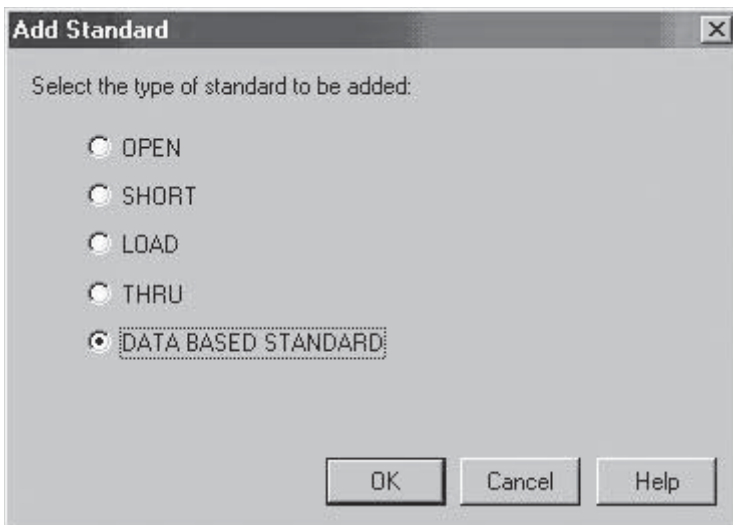 Add Standard
Select the type of standard to be added:
OPEN
SHORT
LOAD
THRU
DATA BASED STANDARD
OK Cancel Help